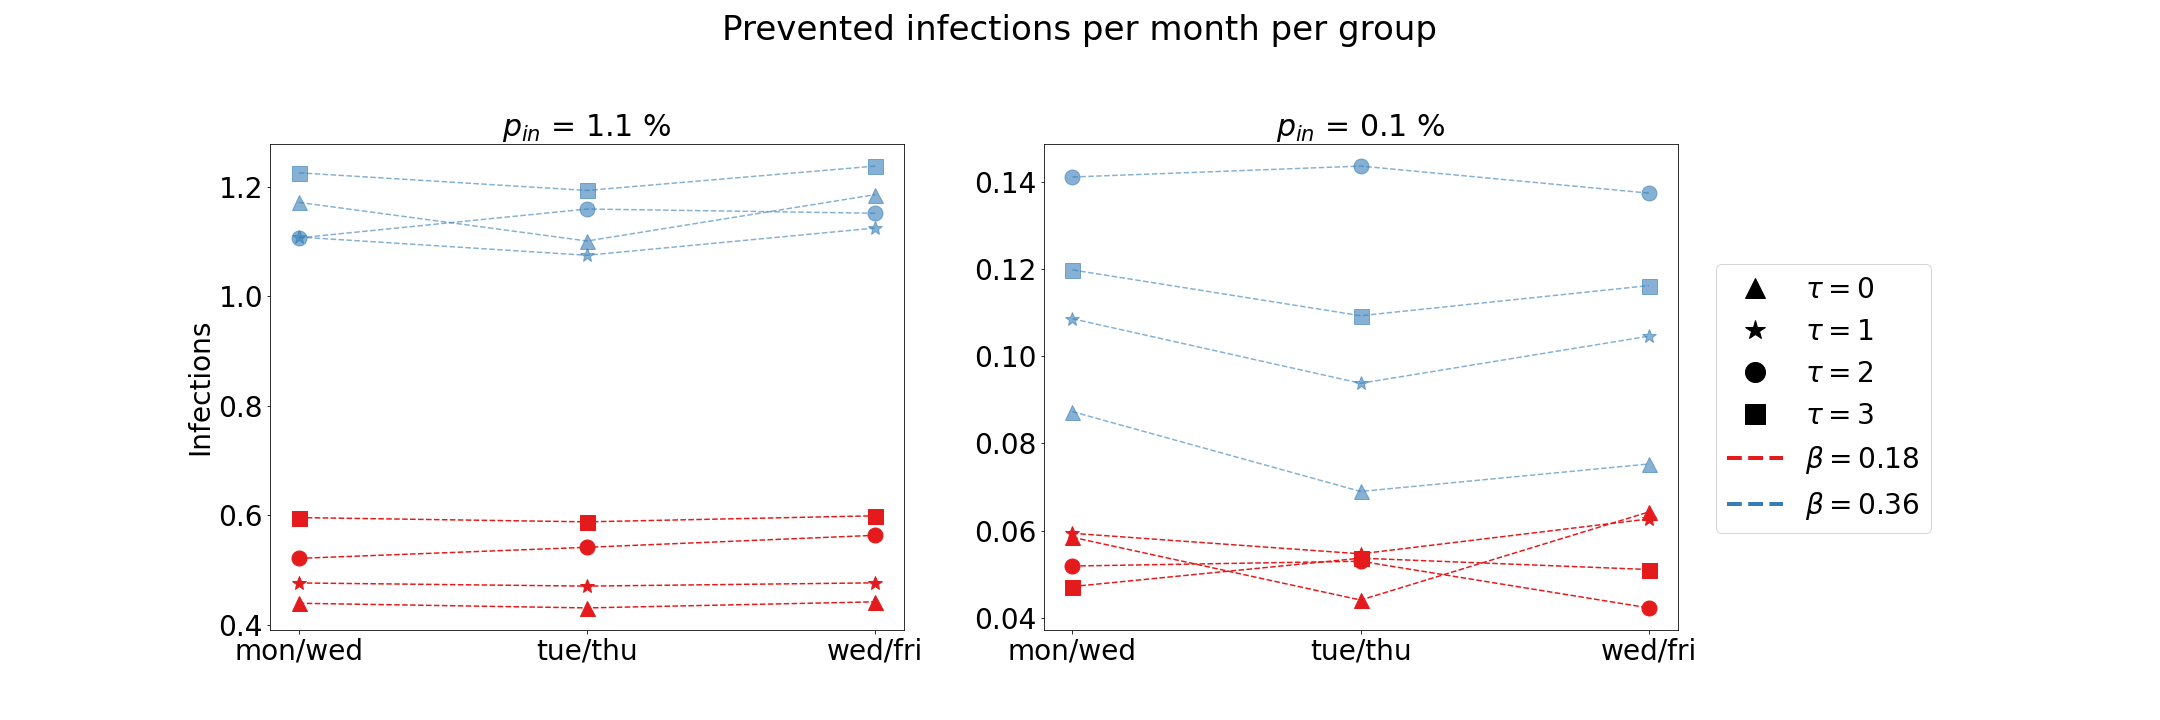 Prevented infections per month per group
p_in = 1.1 %
Infections
1.2
1.0
0.8
0.6
0.4
mon/wed tue/thu wed/fri
p_in = 0.1 %
0.14
0.12
0.10
0.08
0.06
0.04
mon/wed tue/thu wed/fri
τ = 0
τ = 1
τ = 2
τ = 3
β = 0.18
β = 0.36